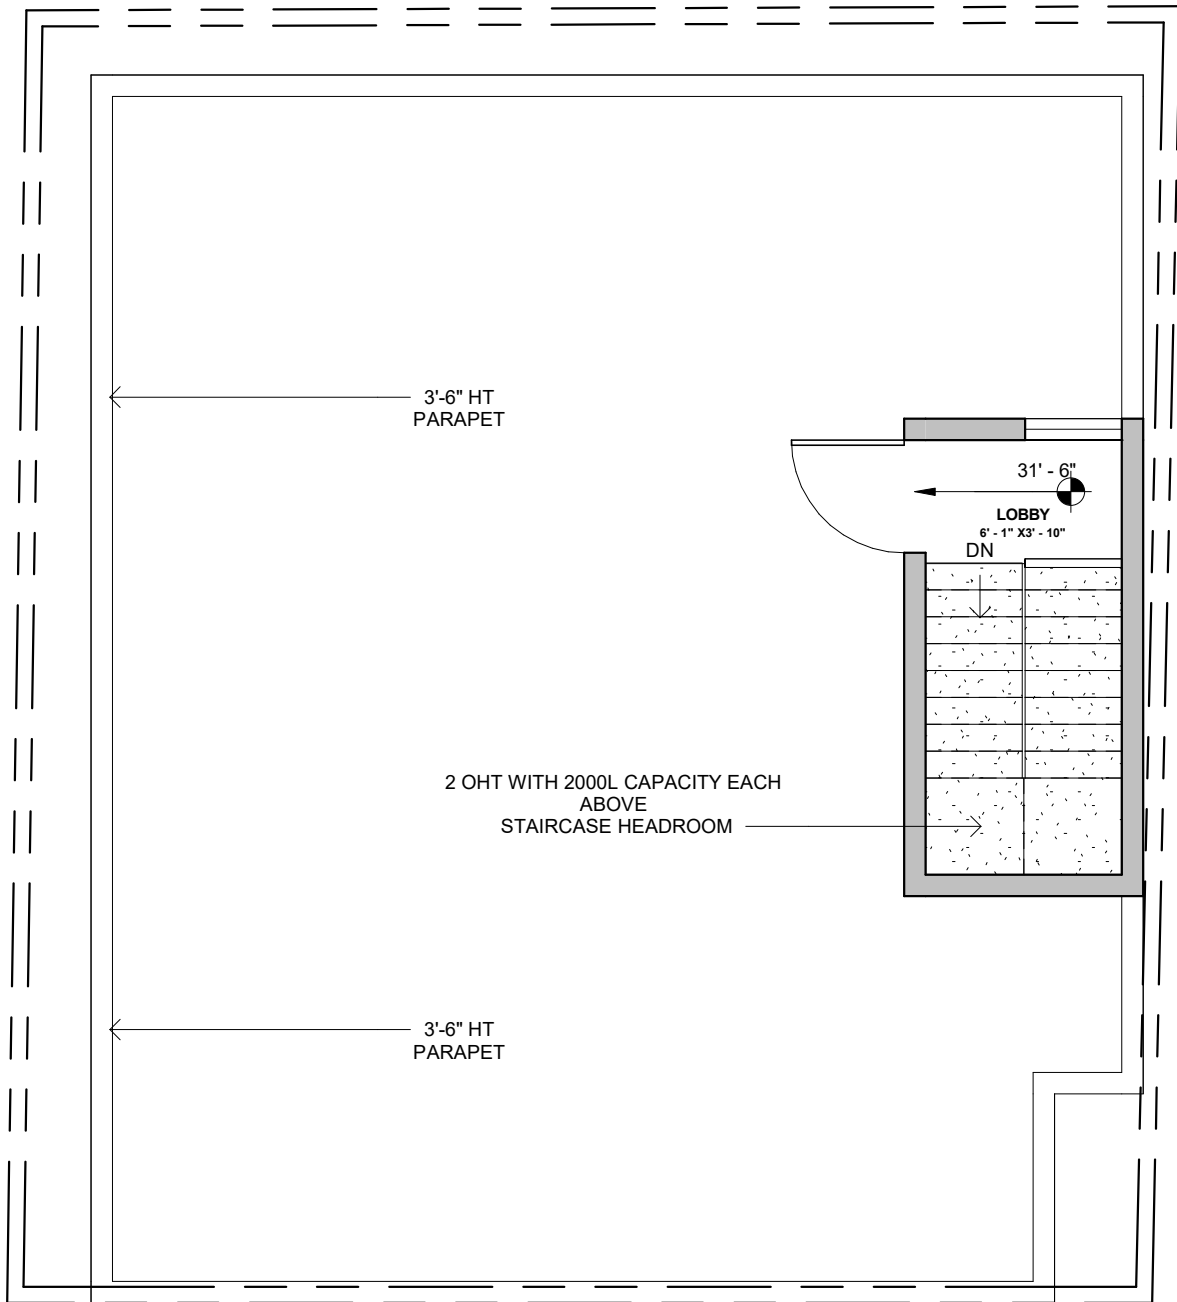 3'-6" HT
PARAPET
31' - 6"
LOBBY
6' - 1" X3' - 10"
DN
2 OHT WITH 2000L CAPACITY EACH
ABOVE
STAIRCASE HEADROOM
3'-6" HT
PARAPET